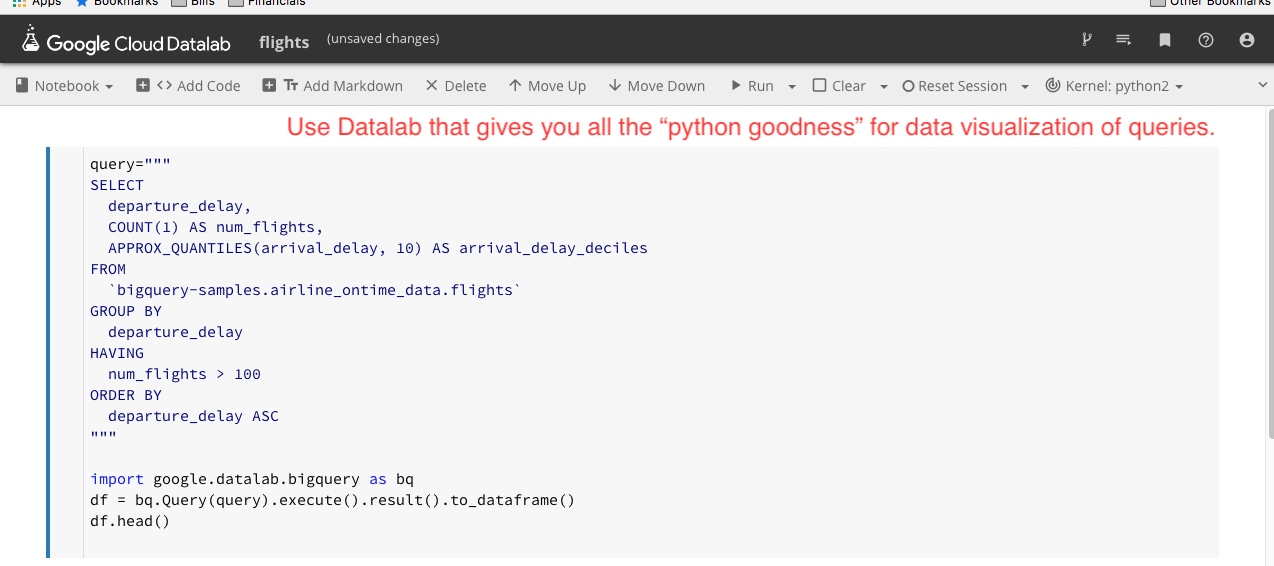 Apps Bookmarks Bills Financials Other Bookmarks
Google Cloud Datalab flights (unsaved changes)
Notebook <> Add Code Tт Add Markdown Delete Move Up Move Down Run Clear Reset Session Kernel: python2
Use Datalab that gives you all the “python goodness” for data visualization of queries.
query="""
SELECT
  departure_delay,
  COUNT(1) AS num_flights,
  APPROX_QUANTILES(arrival_delay, 10) AS arrival_delay_deciles
FROM
  `bigquery-samples.airline_ontime_data.flights`
GROUP BY
  departure_delay
HAVING
  num_flights > 100
ORDER BY
  departure_delay ASC
"""
import google.datalab.bigquery as bq
df = bq.Query(query).execute().result().to_dataframe()
df.head()